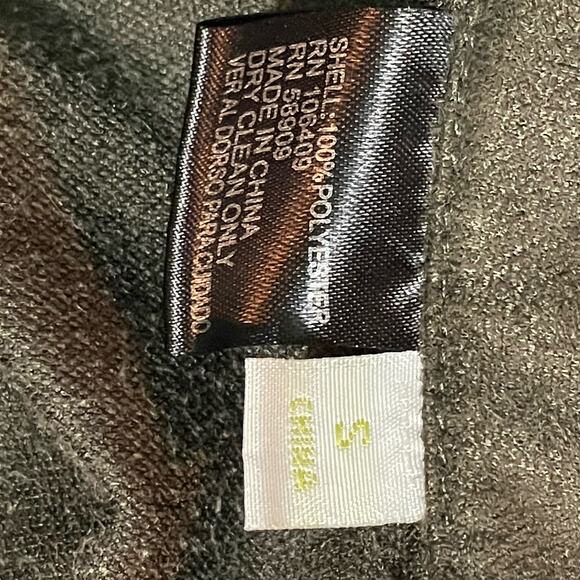 SHELL: 100% POLYESTER
RN 106409
RN 58909
MADE IN CHINA
DRY CLEAN ONLY
VER AL DORSO PARA CUIDADO
S
CHINA